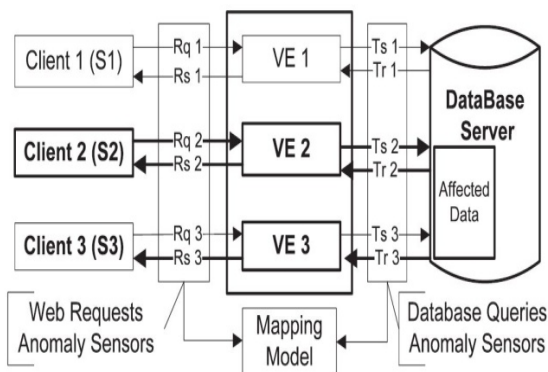 Client 1 (S1)
Rq 1
Rs 1
VE 1
Ts 1
Tr 1
DataBase
Server
Client 2 (S2)
Rq 2
Rs 2
VE 2
Ts 2
Tr 2
Affected
Data
Client 3 (S3)
Rq 3
Rs 3
VE 3
Ts 3
Tr 3
Web Requests
Anomaly Sensors
Mapping
Model
Database Queries
Anomaly Sensors